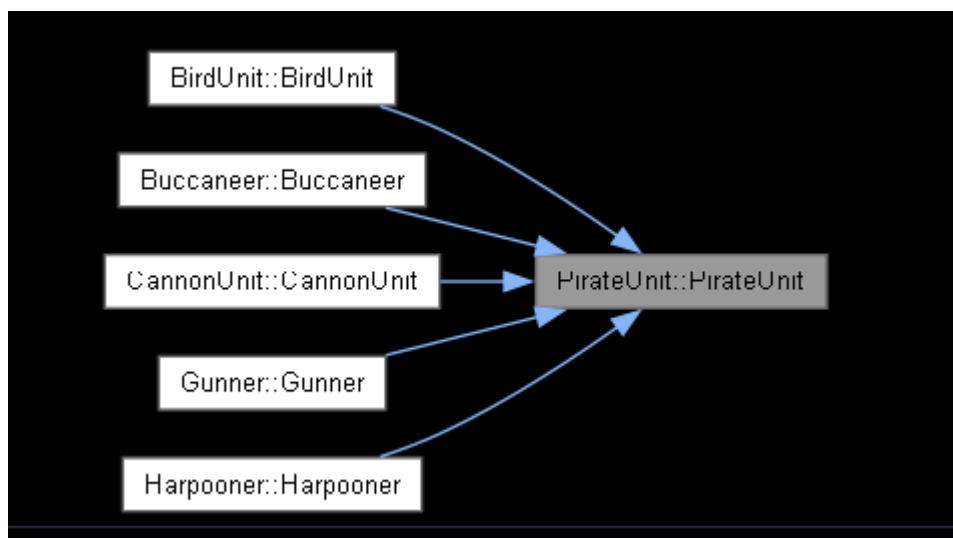 BirdUnit::BirdUnit
Buccaneer::Buccaneer
CannonUnit::CannonUnit
PirateUnit::PirateUnit
Gunner::Gunner
Harpooner::Harpooner